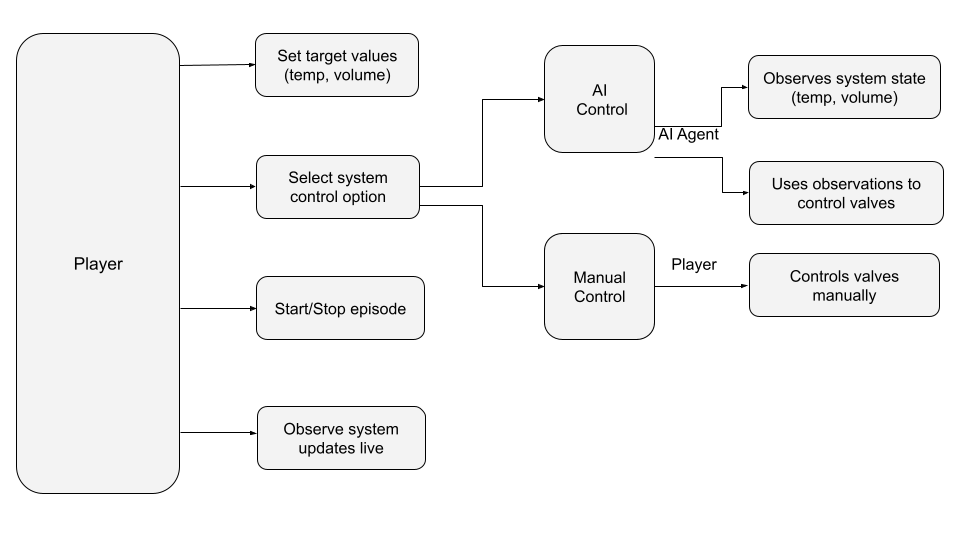 Player
Set target values
(temp, volume)
Select system
control option
Start/Stop episode
Observe system
updates live
AI
Control
AI Agent
Observes system state
(temp, volume)
Uses observations to
control valves
Manual
Control
Player
Controls valves
manually